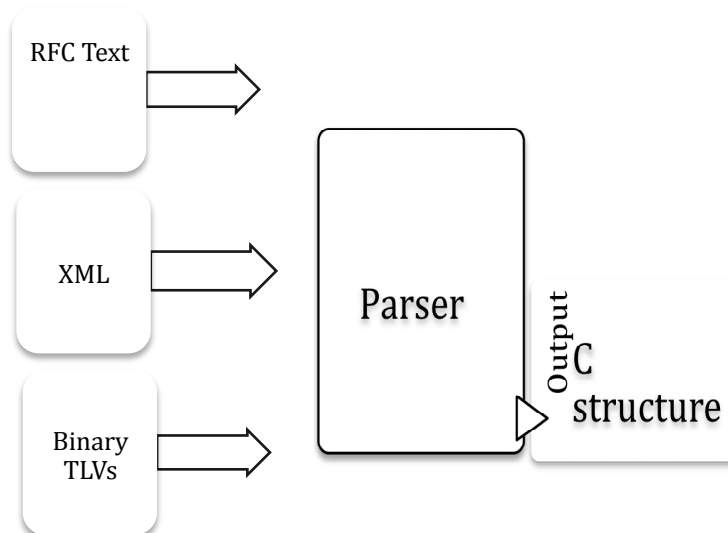 RFC Text
XML
Binary
TLVs
Parser
Output
C
structure